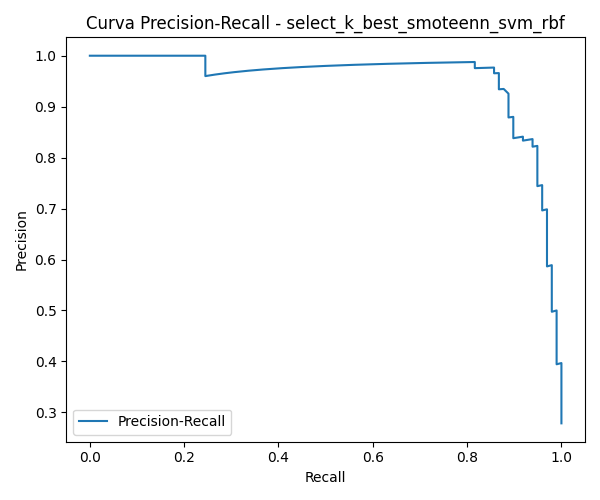 Curva Precision-Recall - select_k_best_smoteenn_svm_rbf
1.0
0.9
0.8
0.7
0.6
0.5
0.4
0.3
Precision
Precision-Recall
0.0 0.2 0.4 0.6 0.8 1.0
Recall